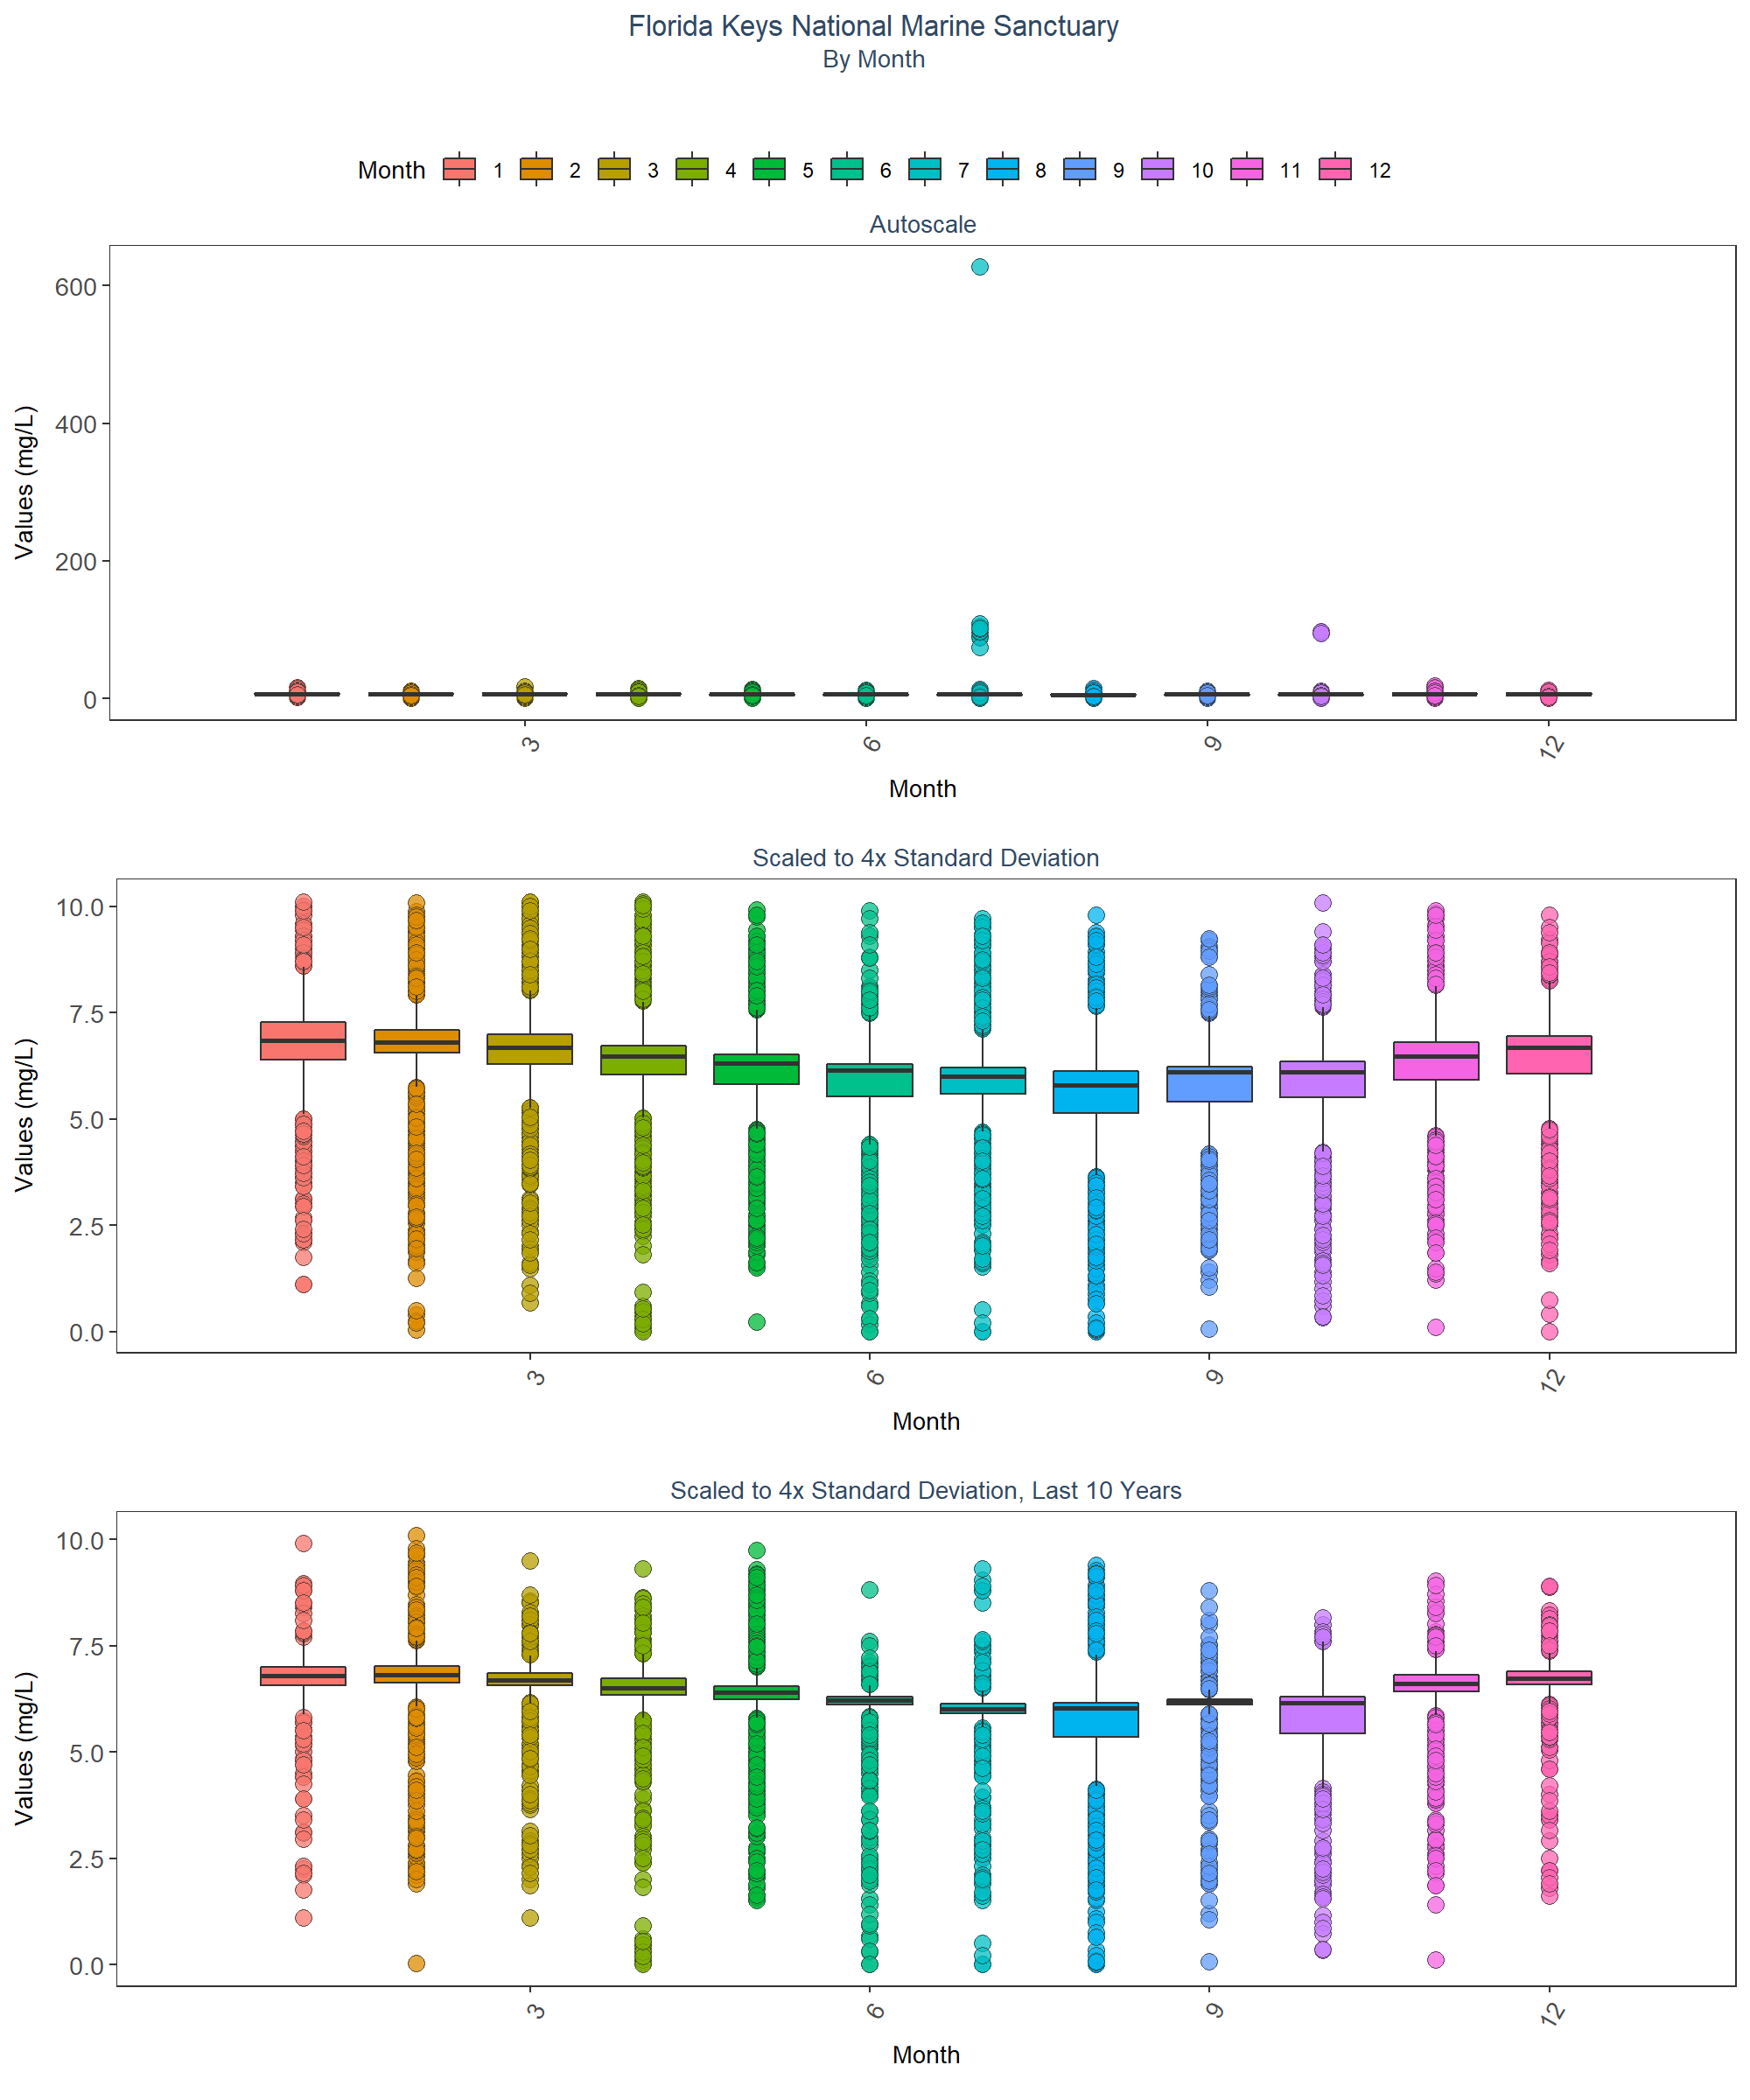 Florida Keys National Marine Sanctuary
By Month
Month 1 2 3 4 5 6 7 8 9 10 11 12
Autoscale
Values (mg/L)
600
400
200
0
3 6 9 12
Month
Scaled to 4x Standard Deviation
Values (mg/L)
10.0
7.5
5.0
2.5
0.0
3 6 9 12
Month
Scaled to 4x Standard Deviation, Last 10 Years
Values (mg/L)
10.0
7.5
5.0
2.5
0.0
3 6 9 12
Month